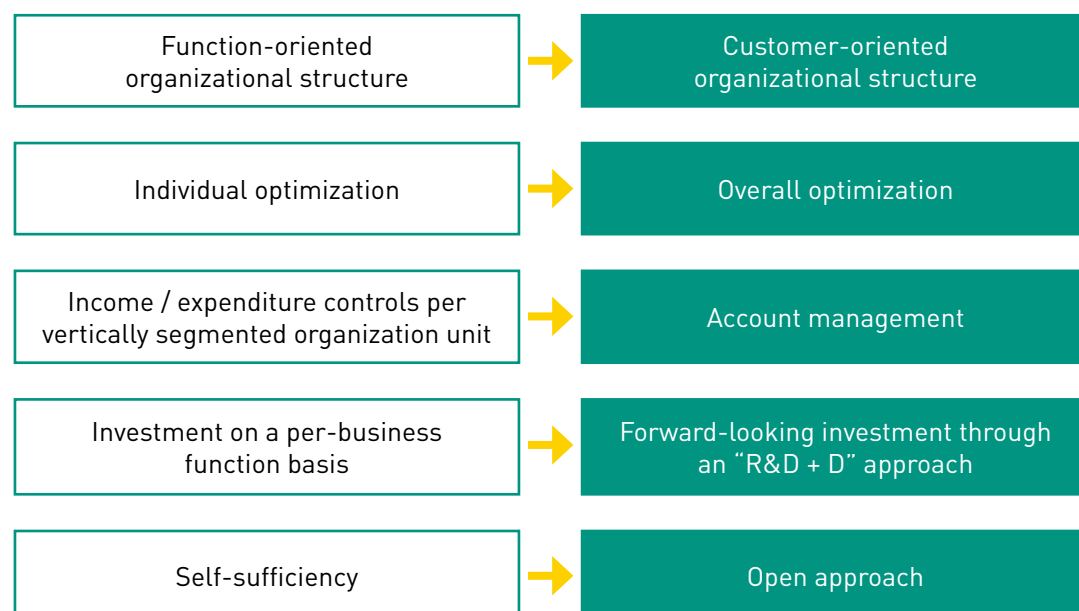 Function-oriented
organizational structure
Customer-oriented
organizational structure
Individual optimization
Overall optimization
Income / expenditure controls per
vertically segmented organization unit
Account management
Investment on a per-business
function basis
Forward-looking investment through
an “R&D + D” approach
Self-sufficiency
Open approach